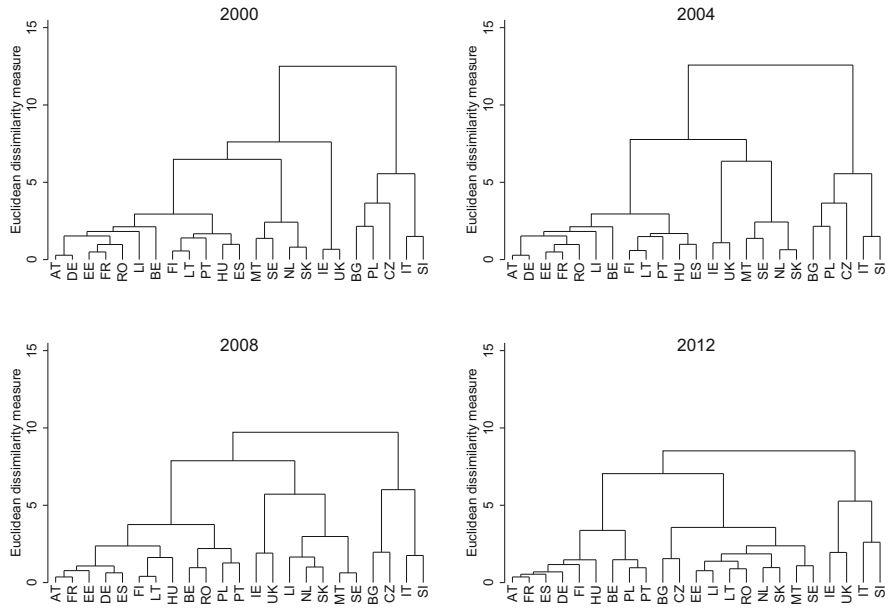 2000
Euclidean dissimilarity measure
15
10
5
0
AT DE EE FR RO LI BE FI LT PT HU ES MT SE NL SK IE UK BG PL CZ IT SI
2004
Euclidean dissimilarity measure
15
10
5
0
AT DE EE FR RO LI BE FI LT PT HU ES IE UK MT SE NL SK BG PL CZ IT SI
2008
Euclidean dissimilarity measure
15
10
5
0
AT FR EE DE ES FI LT HU BE RO PL PT IE UK LI NL SK MT SE BG CZ IT SI
2012
Euclidean dissimilarity measure
15
10
5
0
AT FR ES DE FI HU BE PL PT BG CZ EE LI LT RO NL SK MT SE IE UK IT SI